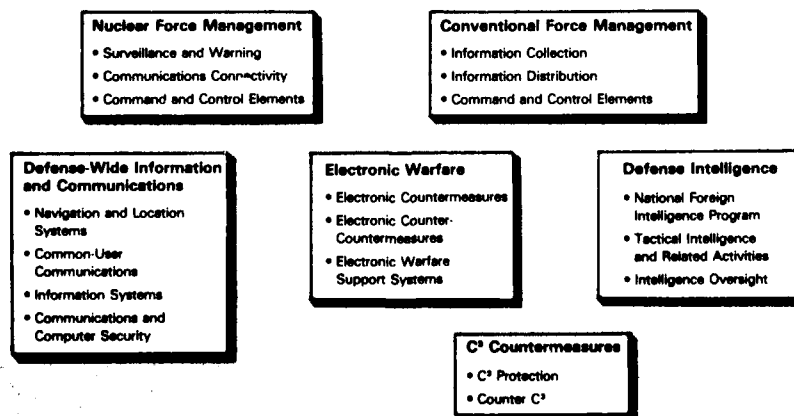 Nuclear Force Management
• Surveillance and Warning
• Communications Connectivity
• Command and Control Elements
Conventional Force Management
• Information Collection
• Information Distribution
• Command and Control Elements
Defense-Wide Information
and Communications
• Navigation and Location
Systems
• Common-User
Communications
• Information Systems
• Communications and
Computer Security
Electronic Warfare
• Electronic Countermeasures
• Electronic Counter-
Countermeasures
• Electronic Warfare
Support Systems
Defense Intelligence
• National Foreign
Intelligence Program
• Tactical Intelligence
and Related Activities
• Intelligence Oversight
C³ Countermeasures
• C³ Protection
• Counter C³